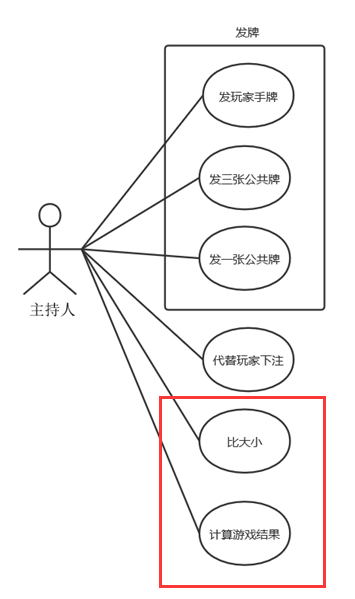 发牌
发玩家手牌
发三张公共牌
发一张公共牌
主持人
代替玩家下注
比大小
计算游戏结果